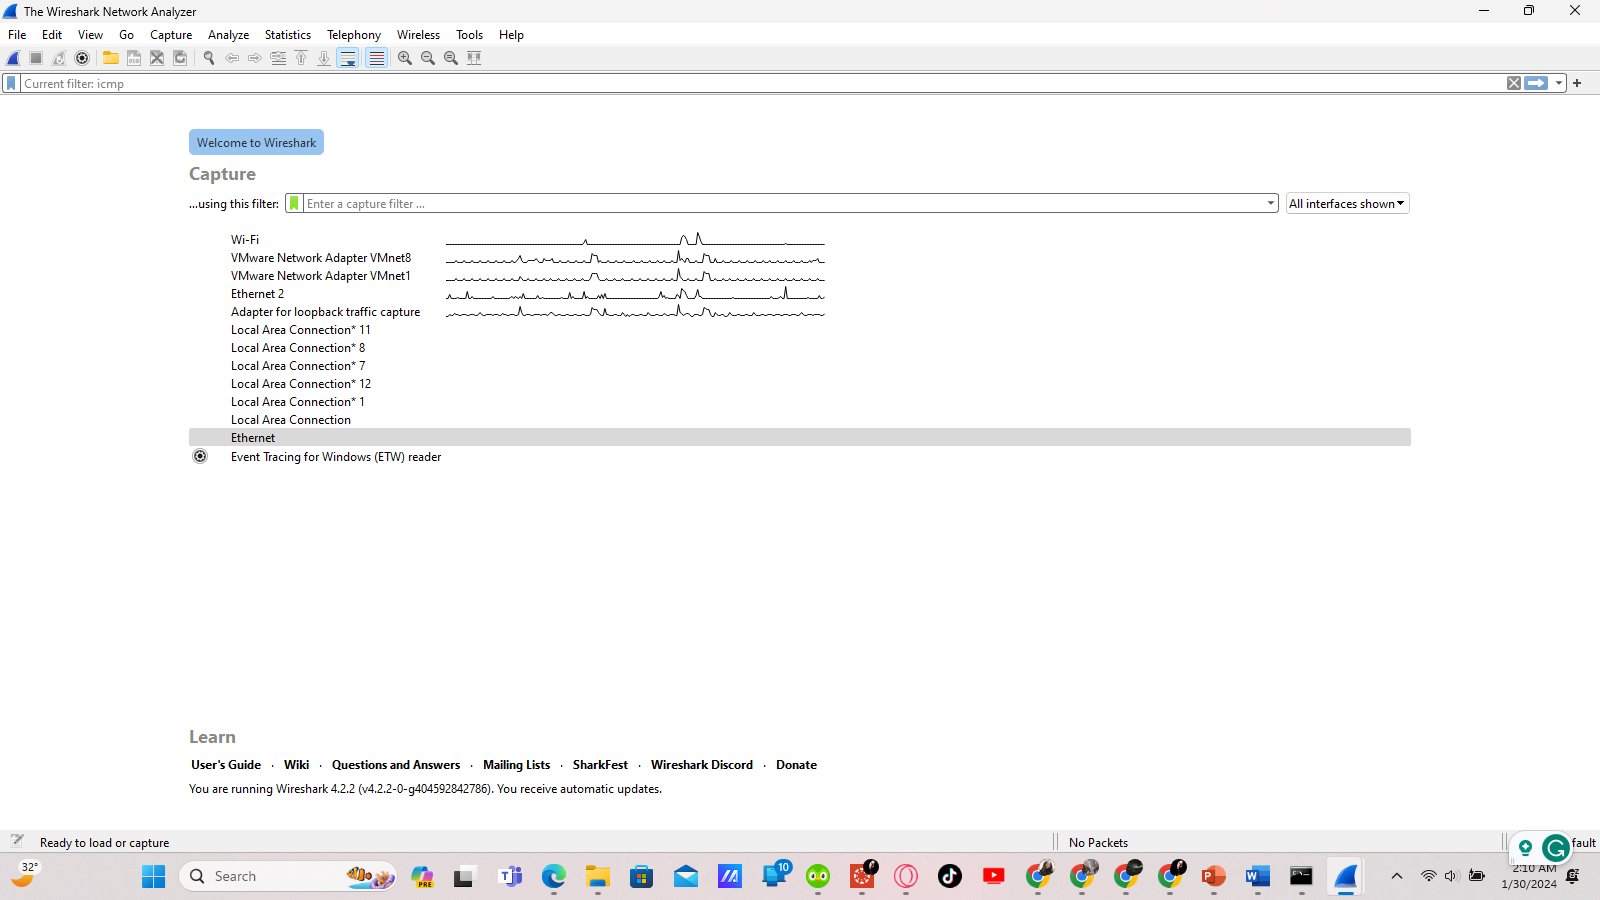 The Wireshark Network Analyzer
File Edit View Go Capture Analyze Statistics Telephony Wireless Tools Help
Current filter: icmp
Welcome to Wireshark
Capture
...using this filter: Enter a capture filter ... All interfaces shown
Wi-Fi
VMware Network Adapter VMnet8
VMware Network Adapter VMnet1
Ethernet 2
Adapter for loopback traffic capture
Local Area Connection* 11
Local Area Connection* 8
Local Area Connection* 7
Local Area Connection* 12
Local Area Connection* 1
Local Area Connection
Ethernet
Event Tracing for Windows (ETW) reader
Learn
User's Guide · Wiki · Questions and Answers · Mailing Lists · SharkFest · Wireshark Discord · Donate
You are running Wireshark 4.2.2 (v4.2.2-0-g404592842786). You receive automatic updates.
Ready to load or capture No Packets fault
32° Search PRE 10 2:10 AM
1/30/2024